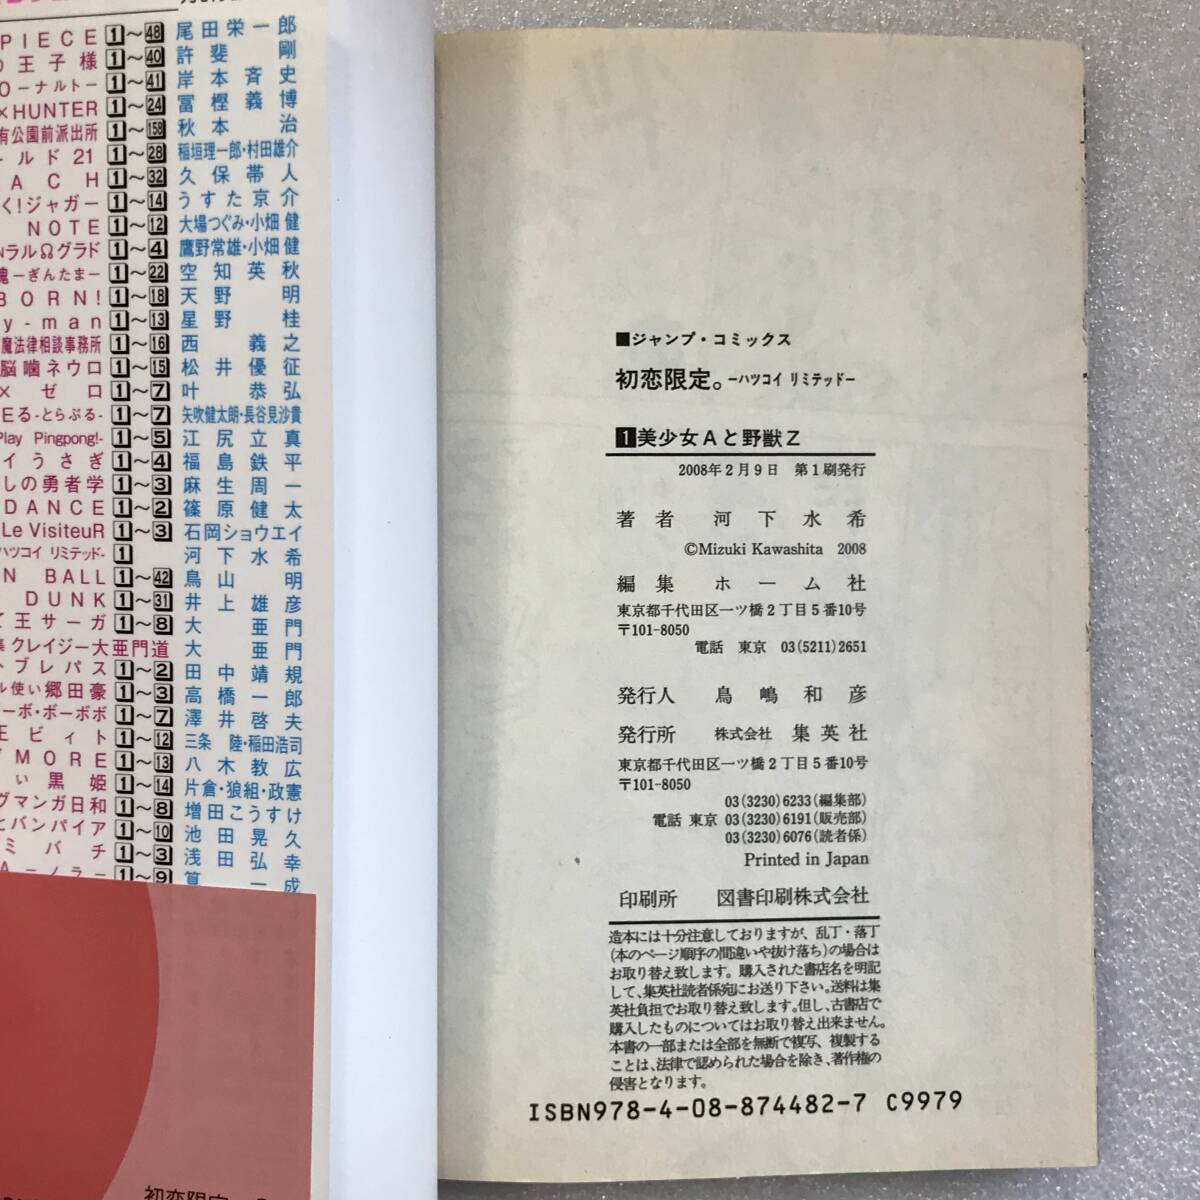 PIECE 1〜48 尾田栄一郎
の王子様 1〜40 許斐剛
O－ナルト－ 1〜41 岸本斉史
×HUNTER 1〜24 冨樫義博
有公園前派出所 1〜158 秋本治
ールド21 1〜28 稲垣理一郎・村田雄介
ACH 1〜32 久保帯人
く!ジャガー 1〜14 うすた京介
NOTE 1〜12 大場つぐみ・小畑健
ラルΩグラド 1〜4 鷹野常雄・小畑健
魂－ぎんたま－ 1〜22 空知英秋
BORN! 1〜18 天野明
y-man 1〜13 星野桂
魔法律相談事務所 1〜16 西義之
脳噛ネウロ 1〜15 松井優征
×ゼロ 1〜7 叶恭弘
Eる-とらぶる- 1〜7 矢吹健太朗・長谷見沙貴
Play Pingpong!- 1〜5 江尻立真
イうさぎ 1〜4 福島鉄平
しの勇者学 1〜3 麻生周一
DANCE 1〜2 篠原健太
Le VisiteuR 1〜3 石岡ショウエイ
ハツコイ リミテッド- 1 河下水希
N BALL 1〜42 鳥山明
DUNK 1〜31 井上雄彦
て王サーガ 1〜8 大亜門
集クレイジー大亜門道 大亜門
トブレパス 1〜2 田中靖規
ル使い郷田豪 1〜3 高橋一郎
ーボ・ボーボボ 1〜7 澤井啓夫
王ビィト 1〜12 三条陸・稲田浩司
YMORE 1〜13 八木教広
い黒姫 1〜14 片倉・狼組・政憲
グマンガ日和 1〜8 増田こうすけ
とバンパイア 1〜10 池田晃久
ミバチ 1〜3 浅田弘幸
A－ノラ－ 1〜9 筧一成
初恋限定
■ジャンプ・コミックス
初恋限定。－ハツコイ リミテッド－
1美少女Aと野獣Z
2008年2月9日 第1刷発行
著者 河下水希
©Mizuki Kawashita 2008
編集 ホーム社
東京都千代田区一ツ橋2丁目5番10号
〒101-8050
電話 東京 03(5211)2651
発行人 鳥嶋和彦
発行所 株式会社 集英社
東京都千代田区一ツ橋2丁目5番10号
〒101-8050
03(3230)6233(編集部)
電話 東京 03(3230)6191(販売部)
03(3230)6076(読者係)
Printed in Japan
印刷所 図書印刷株式会社
造本には十分注意しておりますが、乱丁・落丁
(本のページ順序の間違いや抜け落ち)の場合は
お取り替え致します。購入された書店名を明記
して、集英社読者係宛にお送り下さい。送料は集
英社負担でお取り替え致します。但し、古書店で
購入したものについてはお取り替え出来ません。
本書の一部または全部を無断で複写、複製する
ことは、法律で認められた場合を除き、著作権の
侵害となります。
ISBN978-4-08-874482-7 C9979